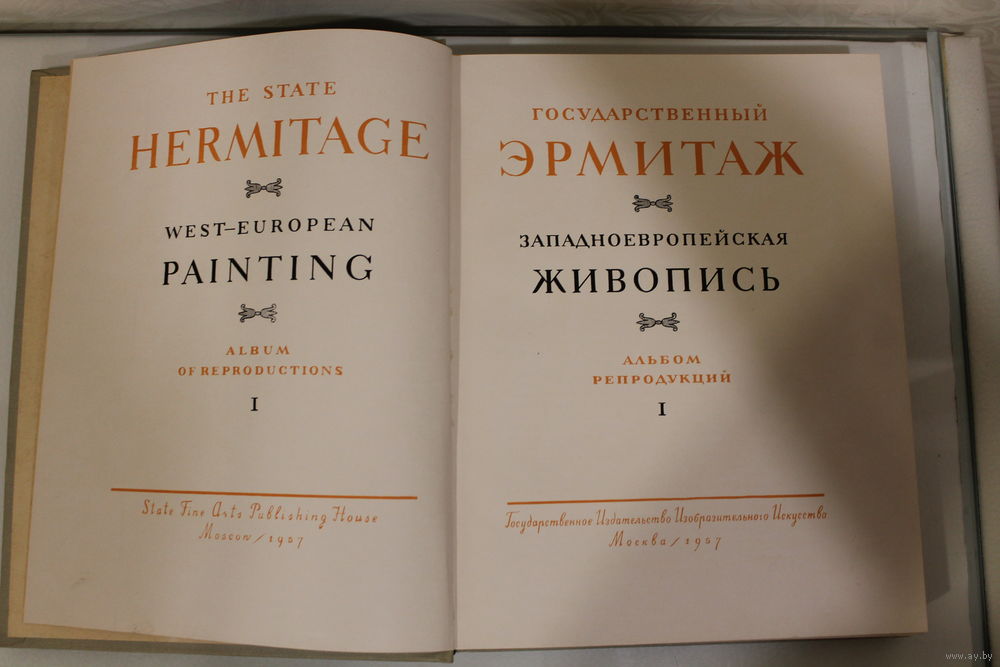 THE STATE
HERMITAGE
WEST-EUROPEAN
PAINTING
ALBUM
OF REPRODUCTIONS
I
State Fine Arts Publishing House
Moscow / 1957
ГОСУДАРСТВЕННЫЙ
ЭРМИТАЖ
ЗАПАДНОЕВРОПЕЙСКАЯ
ЖИВОПИСЬ
АЛЬБОМ
РЕПРОДУКЦИЙ
I
Государственное Издательство Изобразительного Искусства
Москва / 1957
www.ay.by